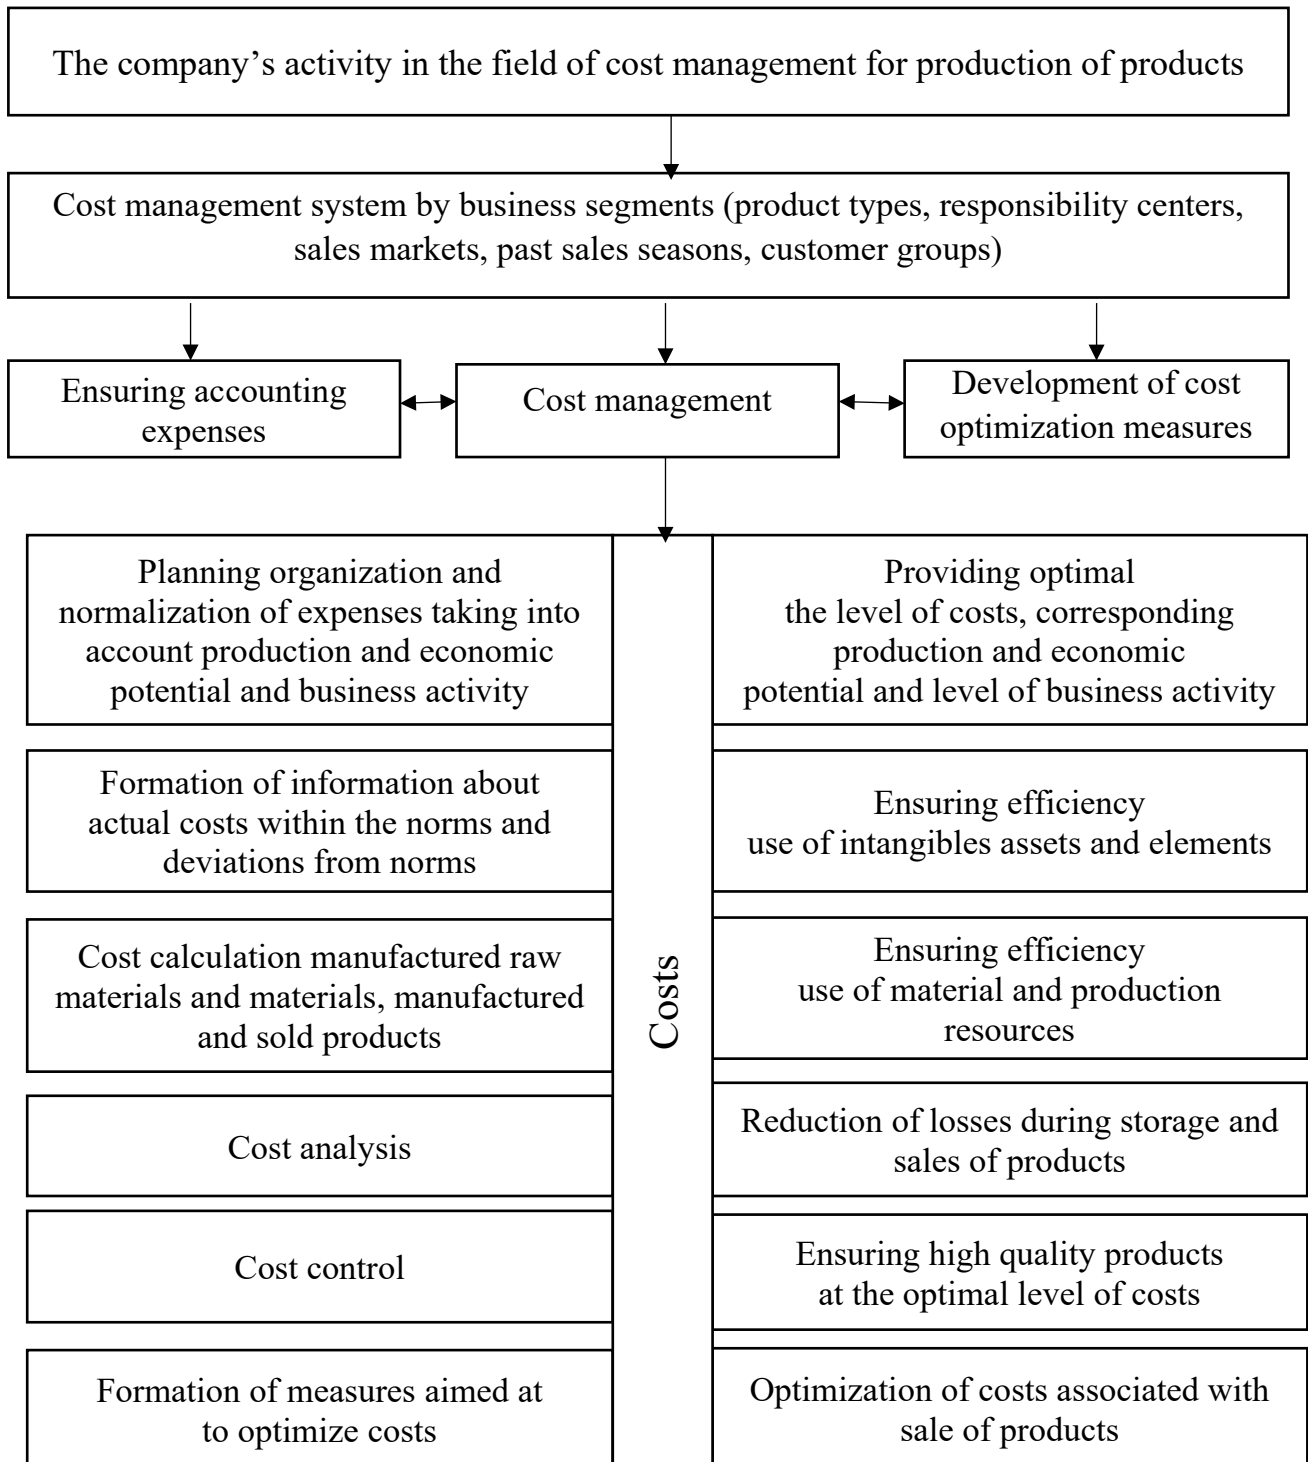 The company’s activity in the field of cost management for production of products
Cost management system by business segments (product types, responsibility centers,
sales markets, past sales seasons, customer groups)
Ensuring accounting
expenses
Cost management
Development of cost
optimization measures
Planning organization and
normalization of expenses taking into
account production and economic
potential and business activity
Formation of information about
actual costs within the norms and
deviations from norms
Cost calculation manufactured raw
materials and materials, manufactured
and sold products
Cost analysis
Cost control
Formation of measures aimed at
to optimize costs
Costs
Providing optimal
the level of costs, corresponding
production and economic
potential and level of business activity
Ensuring efficiency
use of intangibles assets and elements
Ensuring efficiency
use of material and production
resources
Reduction of losses during storage and
sales of products
Ensuring high quality products
at the optimal level of costs
Optimization of costs associated with
sale of products